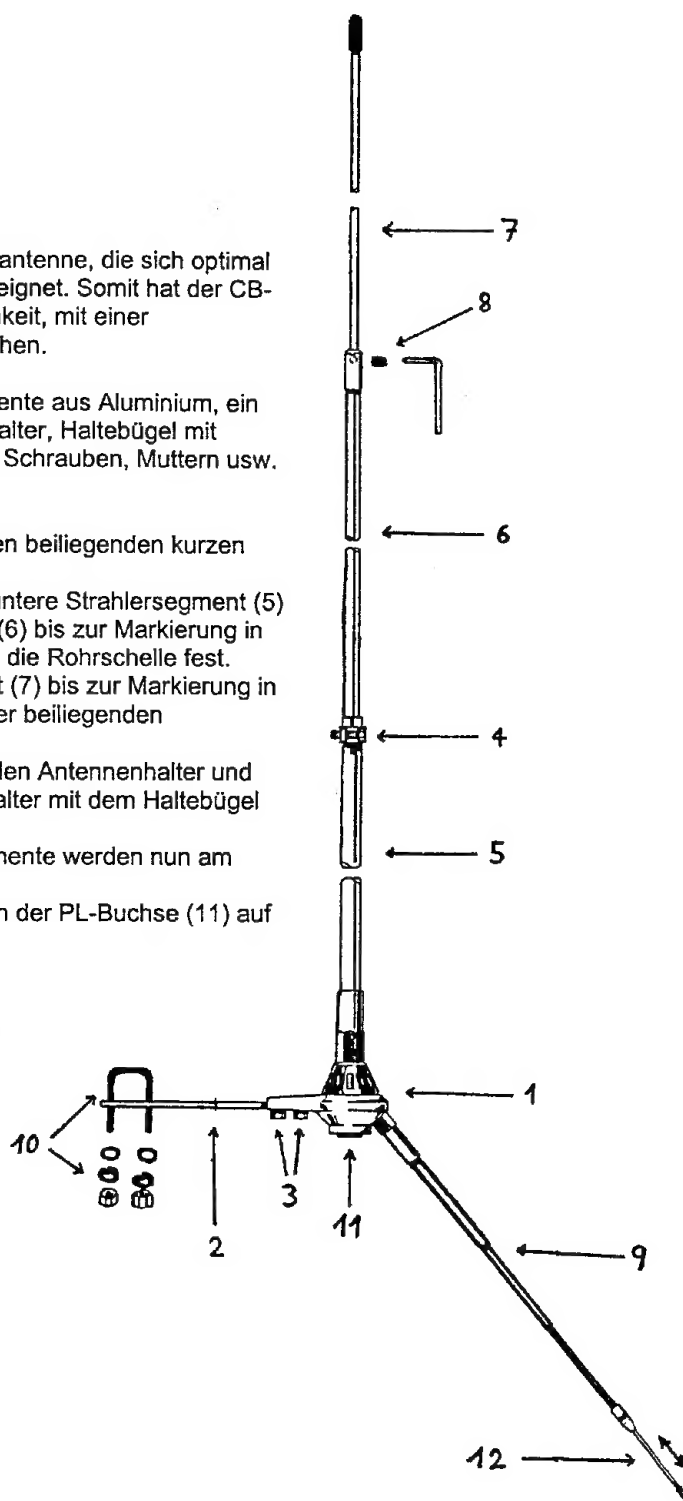 antenne, die sich optimal
eignet. Somit hat der CB-
keit, mit einer
hen.
ente aus Aluminium, ein
alter, Haltebügel mit
Schrauben, Muttern usw.
en beiliegenden kurzen
untere Strahlersegment (5)
(6) bis zur Markierung in
die Rohrschelle fest.
t (7) bis zur Markierung in
er beiliegenden
den Antennenhalter und
alter mit dem Haltebügel
mente werden nun am
n der PL-Buchse (11) auf
7
8
6
4
5
1
10
3
2
11
9
12